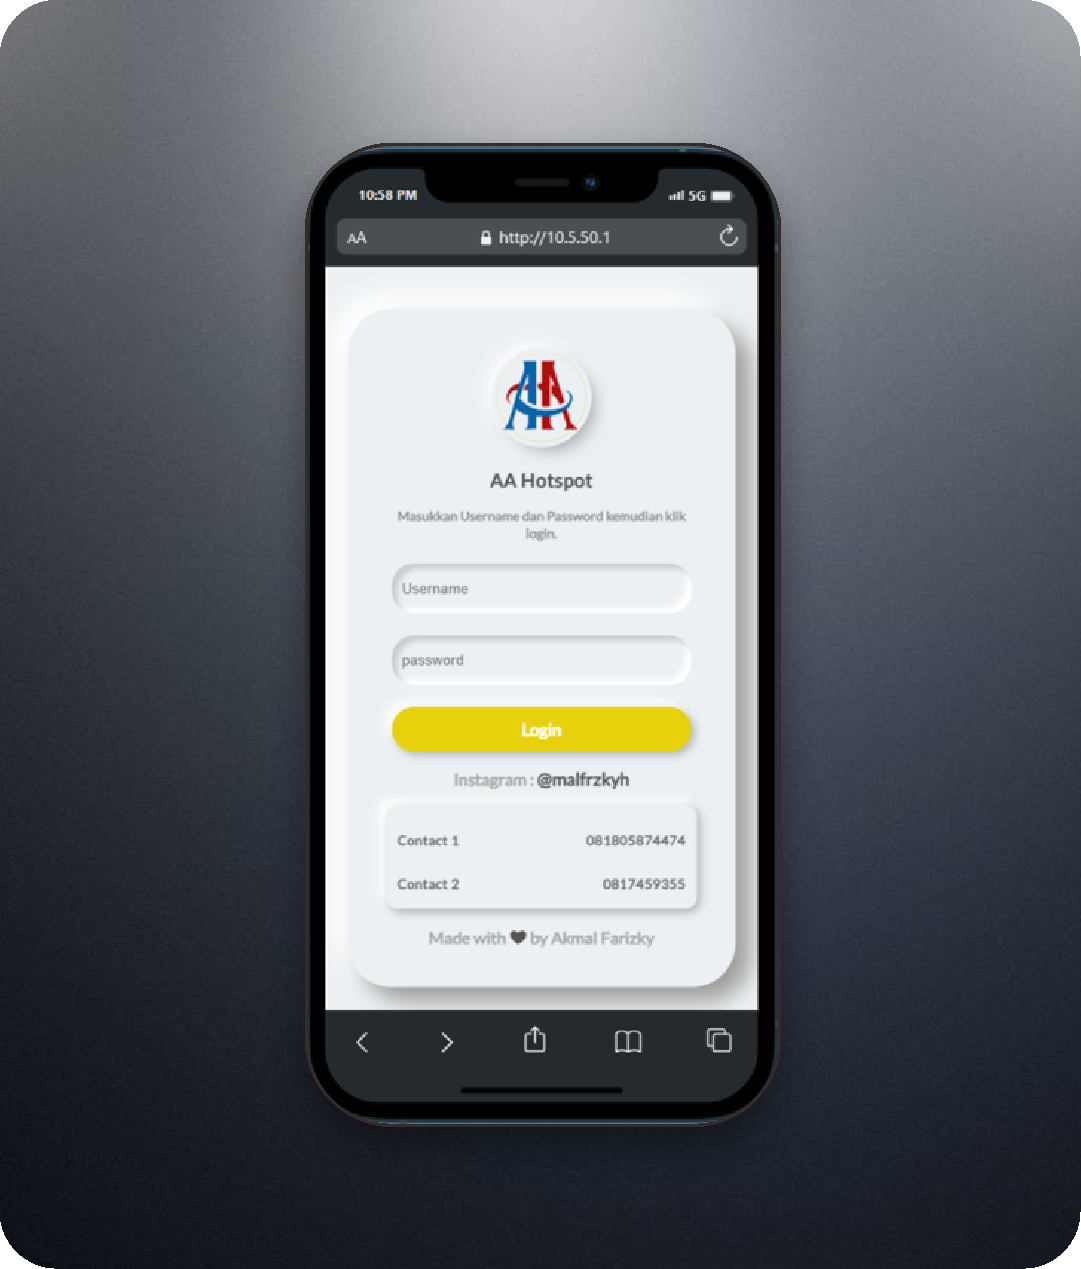 10:58 PM
5G
AA
http://10.5.50.1
AA
AA Hotspot
Masukkan Username dan Password kemudian klik
login.
Username
password
Login
Instagram : @malfrzkyh
Contact 1 081805874474
Contact 2 0817459355
Made with by Akmal Farizky